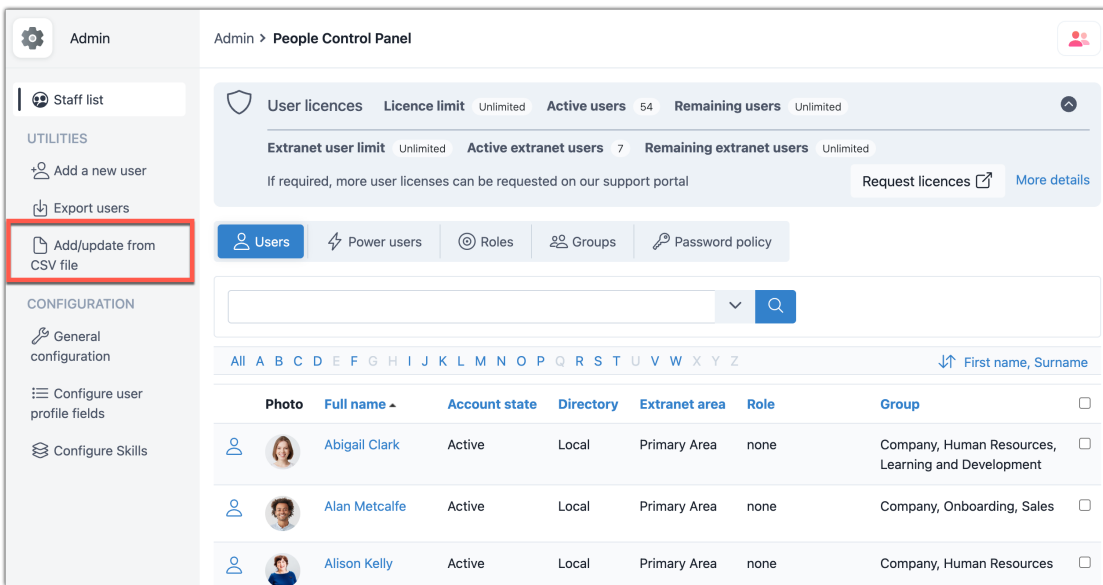 Admin
Admin > People Control Panel
Staff list
UTILITIES
Add a new user
Export users
Add/update from
CSV file
CONFIGURATION
General
configuration
Configure user
profile fields
Configure Skills
User licences Licence limit Unlimited Active users 54 Remaining users Unlimited
Extranet user limit Unlimited Active extranet users 7 Remaining extranet users Unlimited
If required, more user licenses can be requested on our support portal Request licences More details
Users Power users Roles Groups Password policy
All A B C D E F G H I J K L M N O P Q R S T U V W X Y Z First name, Surname
Photo Full name Account state Directory Extranet area Role Group
Abigail Clark Active Local Primary Area none Company, Human Resources,
Learning and Development
Alan Metcalfe Active Local Primary Area none Company, Onboarding, Sales
Alison Kelly Active Local Primary Area none Company, Human Resources